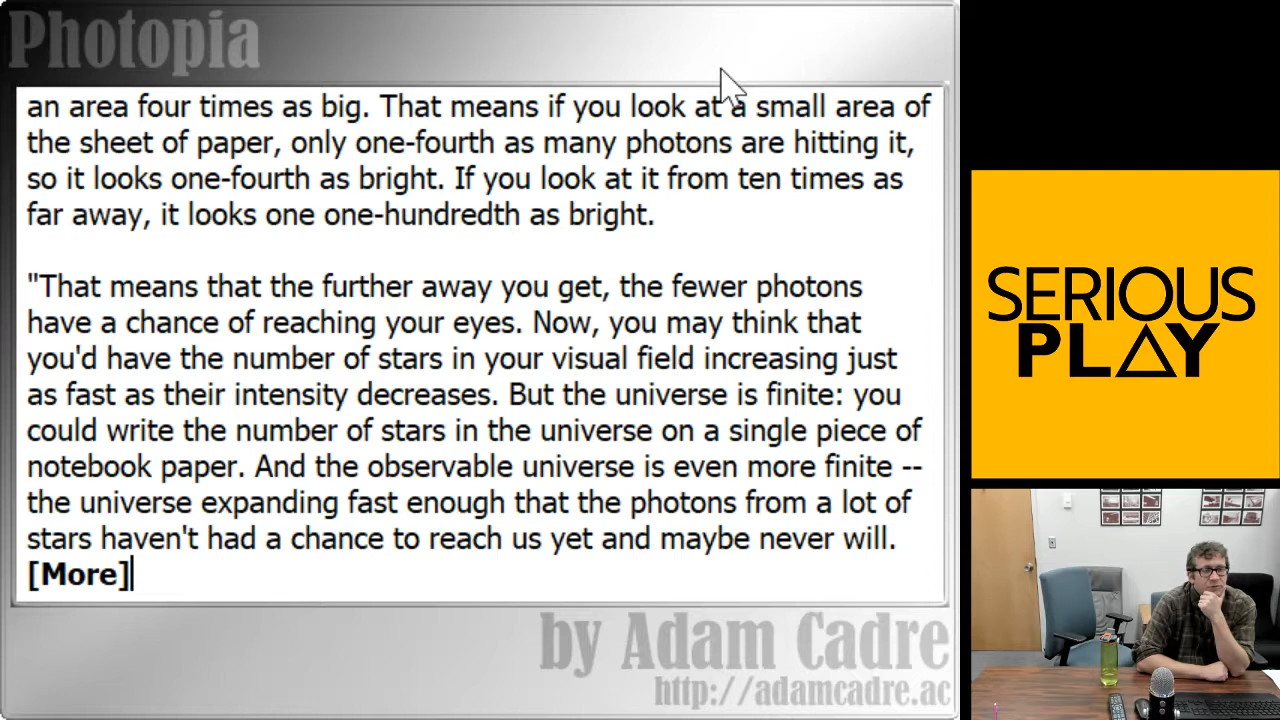 Photopia
an area four times as big. That means if you look at a small area of
the sheet of paper, only one-fourth as many photons are hitting it,
so it looks one-fourth as bright. If you look at it from ten times as
far away, it looks one one-hundredth as bright.
"That means that the further away you get, the fewer photons
have a chance of reaching your eyes. Now, you may think that
you'd have the number of stars in your visual field increasing just
as fast as their intensity decreases. But the universe is finite: you
could write the number of stars in the universe on a single piece of
notebook paper. And the observable universe is even more finite --
the universe expanding fast enough that the photons from a lot of
stars haven't had a chance to reach us yet and maybe never will.
[More]
by Adam Cadre
http://adamcadre.ac
SERIOUS
PLAY